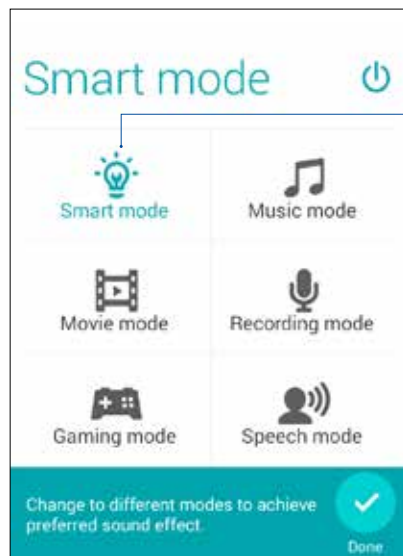 Smart mode
Smart mode
Music mode
Movie mode
Recording mode
Gaming mode
Speech mode
Change to different modes to achieve
preferred sound effect.
Done